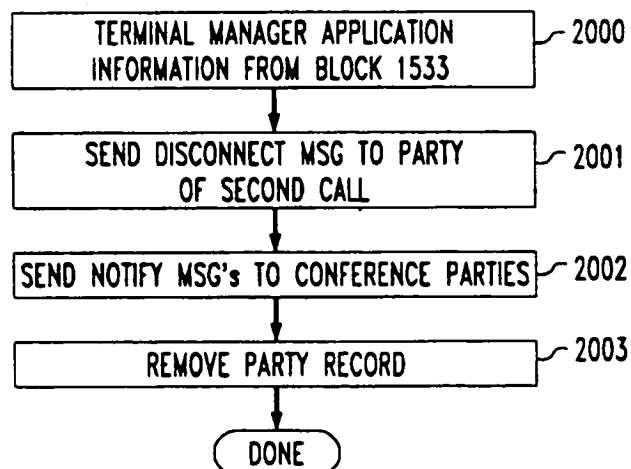 TERMINAL MANAGER APPLICATION
INFORMATION FROM BLOCK 1533
2000
SEND DISCONNECT MSG TO PARTY
OF SECOND CALL
2001
SEND NOTIFY MSG's TO CONFERENCE PARTIES
2002
REMOVE PARTY RECORD
2003
DONE